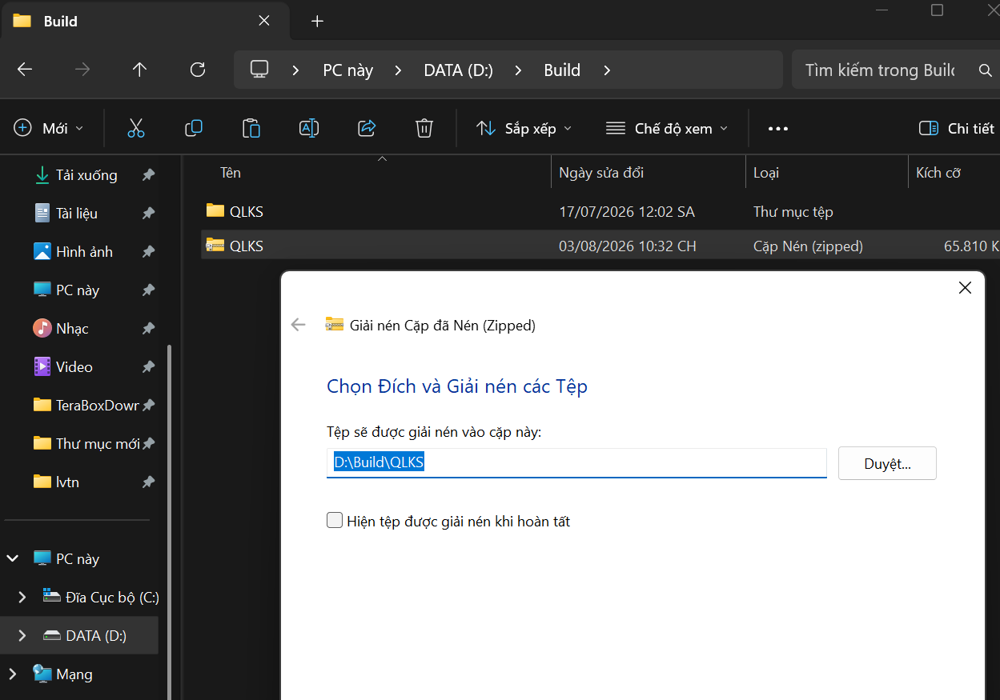 Build
PC này > DATA (D:) > Build >
Tìm kiếm trong Builc
Mới
Sắp xếp
Chế độ xem
Chi tiết
Tải xuống
Tài liệu
Hình ảnh
PC này
Nhạc
Video
TeraBoxDowr
Thư mục mới
lvtn
PC này
Đĩa Cục bộ (C:)
DATA (D:)
Mạng
Tên Ngày sửa đổi Loại Kích cỡ
QLKS 17/07/2026 12:02 SA Thư mục tệp
QLKS 03/08/2026 10:32 CH Cặp Nén (zipped) 65.810 K
Giải nén Cặp đã Nén (Zipped)
Chọn Đích và Giải nén các Tệp
Tệp sẽ được giải nén vào cặp này:
D:\Build\QLKS
Duyệt...
Hiện tệp được giải nén khi hoàn tất